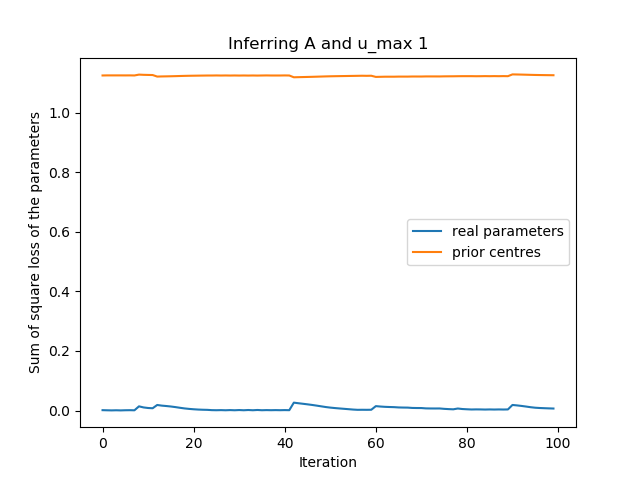 Inferring A and u_max 1
Sum of square loss of the parameters
1.0
0.8
0.6
0.4
0.2
0.0
real parameters
prior centres
0 20 40 60 80 100
Iteration